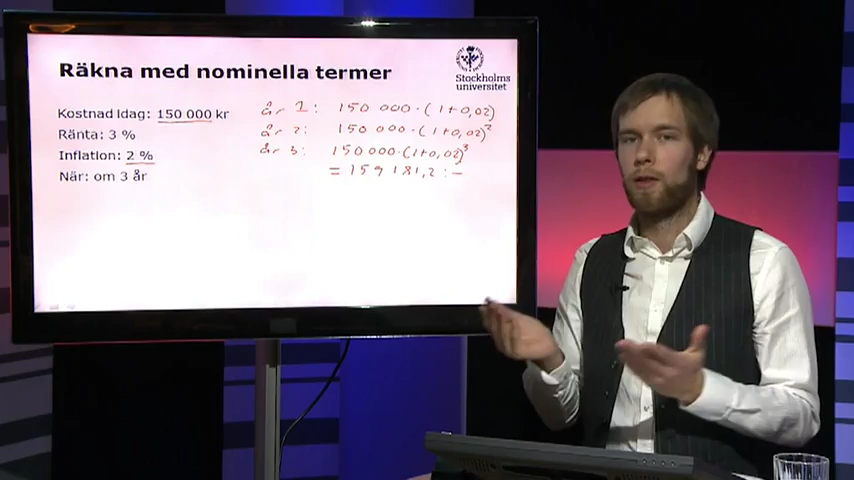 Räkna med nominella termer
Stockholms
universitet
Kostnad Idag: 150 000 kr
Ränta: 3 %
Inflation: 2 %
När: om 3 år
år 1: 150 000·(1+0,02)
år 2: 150 000·(1+0,02)²
år 3: 150 000·(1+0,02)³
= 159 181,2:-